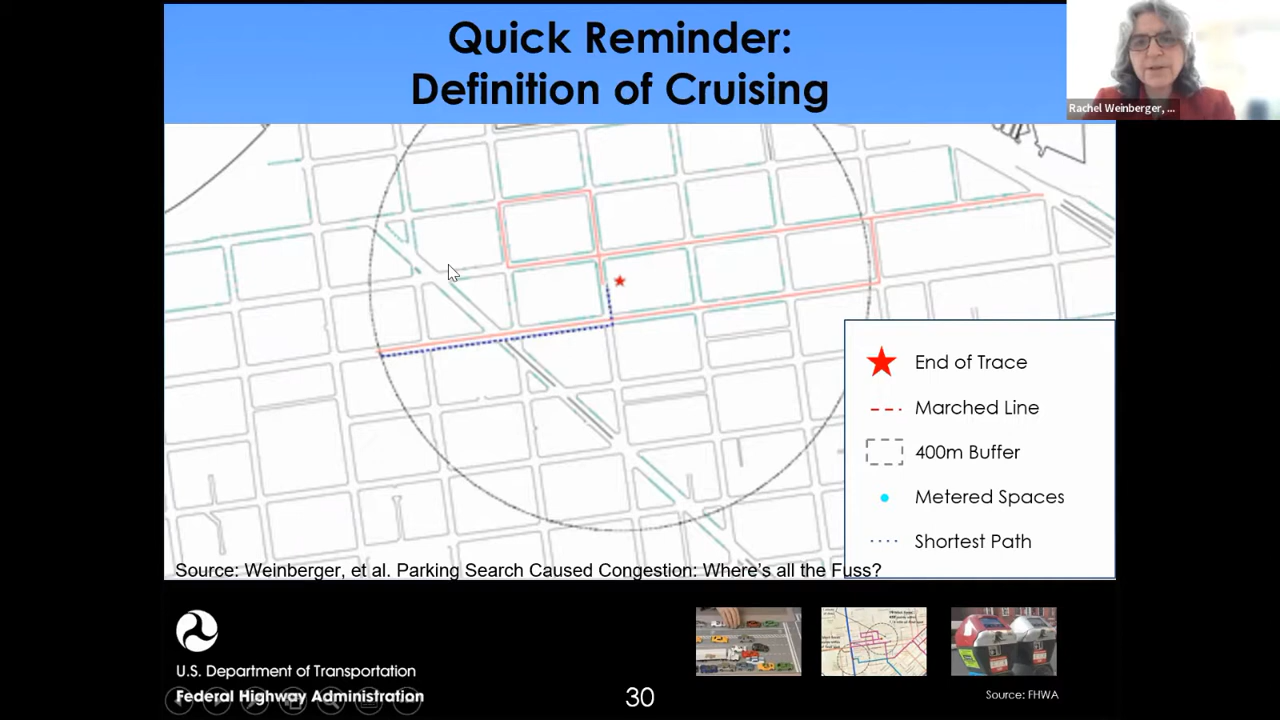 Quick Reminder:
Definition of Cruising
Rachel Weinberger, ...
End of Trace
Marched Line
400m Buffer
Metered Spaces
Shortest Path
Source: Weinberger, et al. Parking Search Caused Congestion: Where's all the Fuss?
U.S. Department of Transportation
Federal Highway Administration
30
Source: FHWA